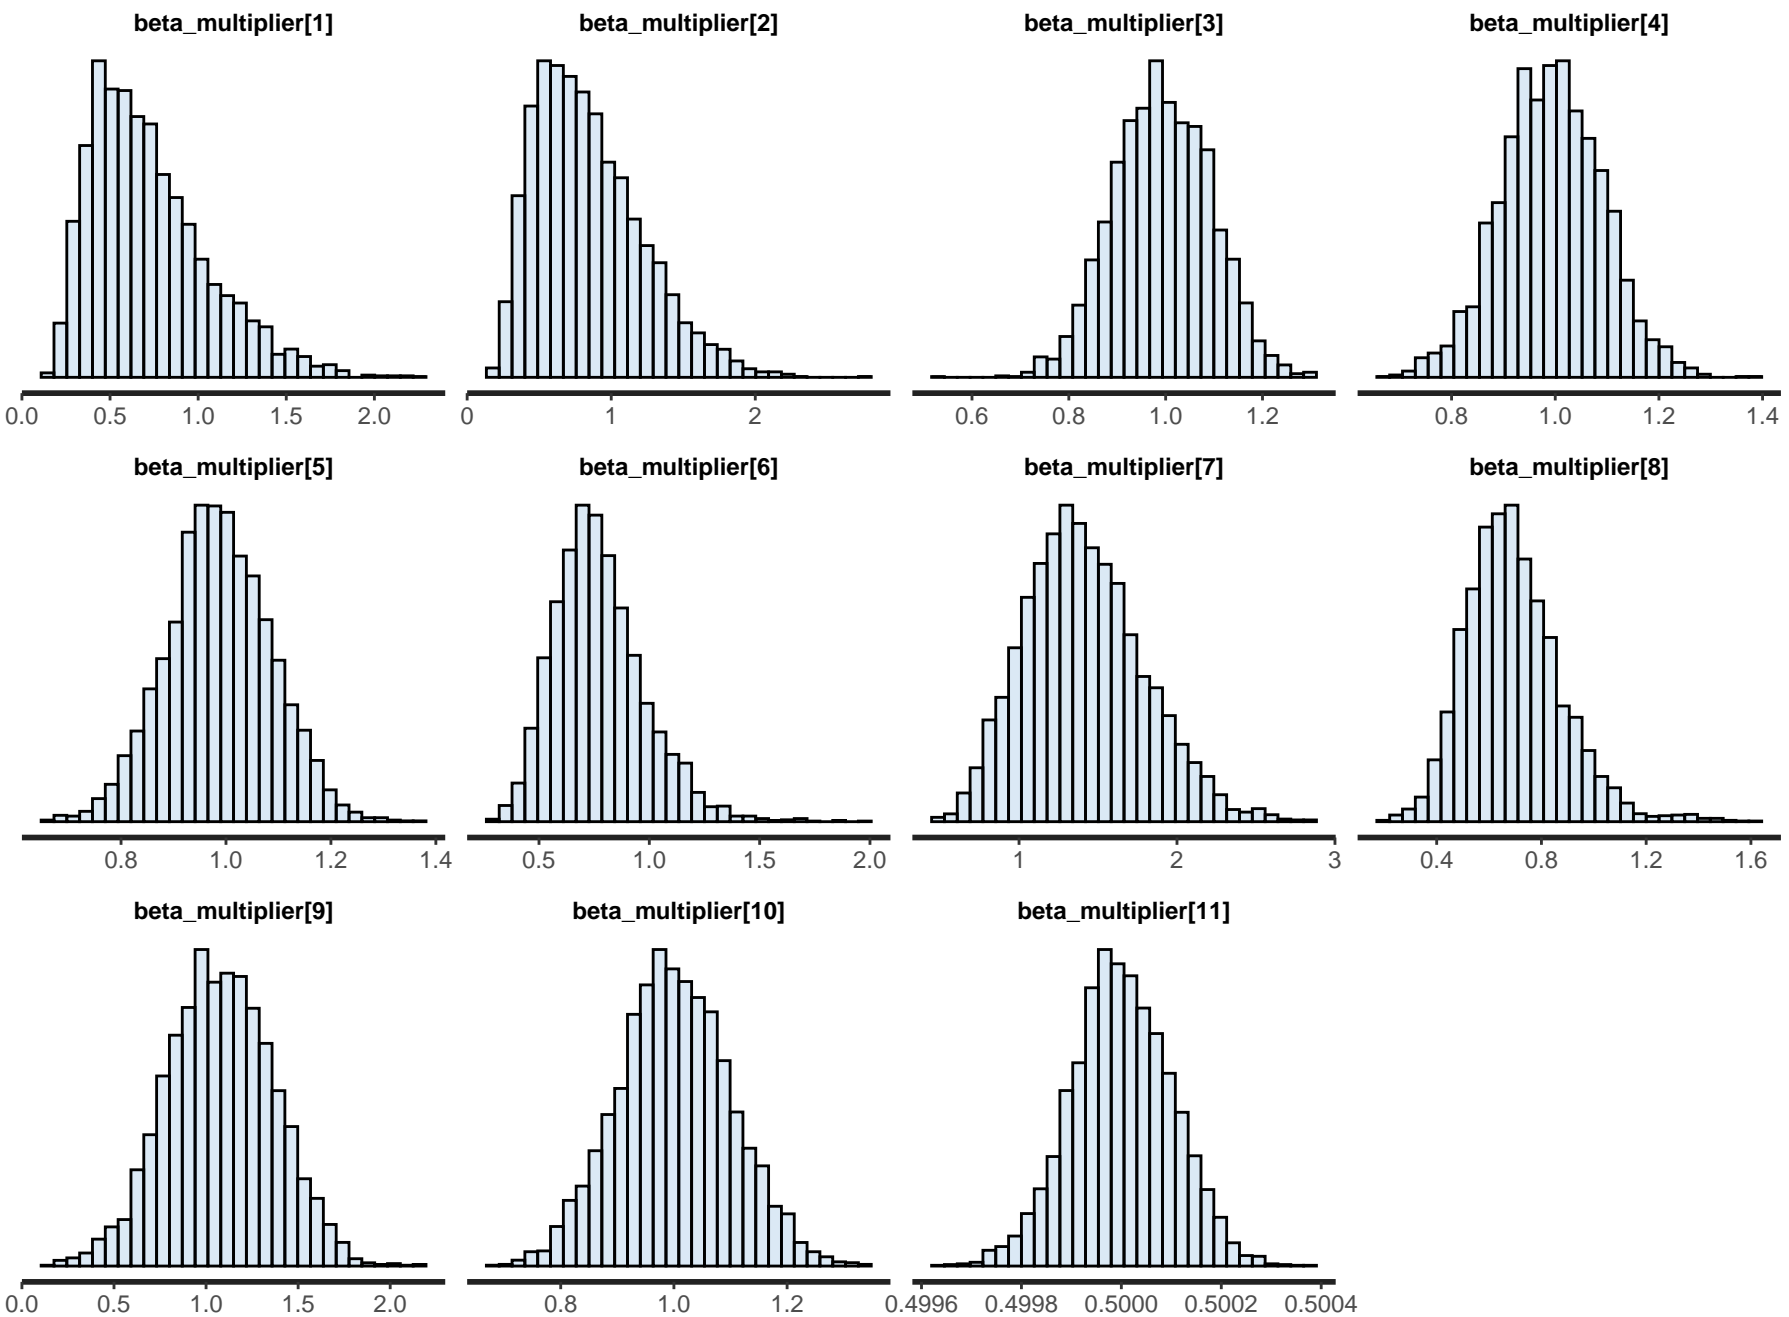 beta_multiplier[1] beta_multiplier[2] beta_multiplier[3] beta_multiplier[4]
0.0 0.5 1.0 1.5 2.0 0 1 2 0.6 0.8 1.0 1.2 0.8 1.0 1.2 1.4
beta_multiplier[5] beta_multiplier[6] beta_multiplier[7] beta_multiplier[8]
0.8 1.0 1.2 1.4 0.5 1.0 1.5 2.0 1 2 3 0.4 0.8 1.2 1.6
beta_multiplier[9] beta_multiplier[10] beta_multiplier[11]
0.0 0.5 1.0 1.5 2.0 0.8 1.0 1.2 0.4996 0.4998 0.5000 0.5002 0.5004